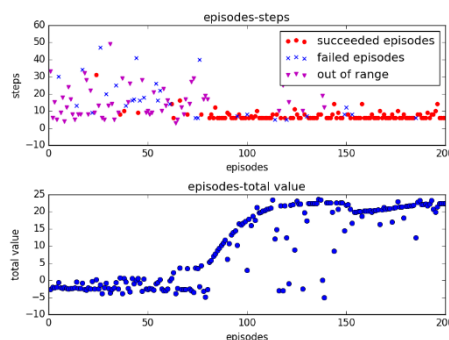 episodes-steps
60
50
40
30
20
10
0
−10
steps
succeeded episodes
failed episodes
out of range
0 50 100 150 200
episodes
episodes-total value
25
20
15
10
5
0
−5
−10
total value
0 50 100 150 200
episodes